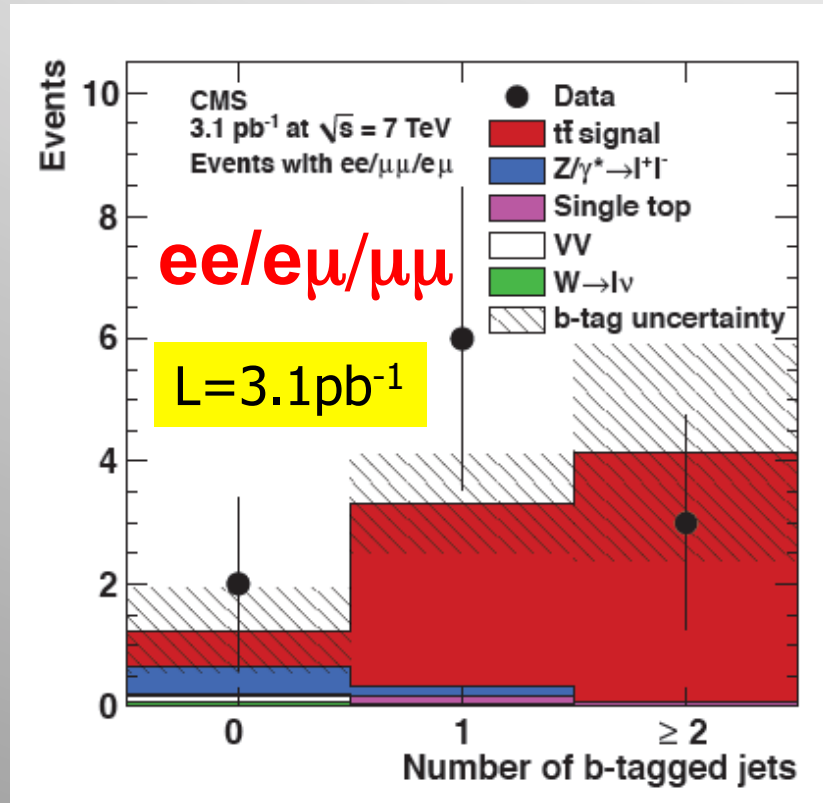 Events
10
8
6
4
2
0
CMS
3.1 pb⁻¹ at √s = 7 TeV
Events with ee/μμ/eμ
ee/eμ/μμ
L=3.1pb⁻¹
Data
tt̄ signal
Z/γ*→l⁺l⁻
Single top
VV
W→lν
b-tag uncertainty
0 1 ≥ 2
Number of b-tagged jets